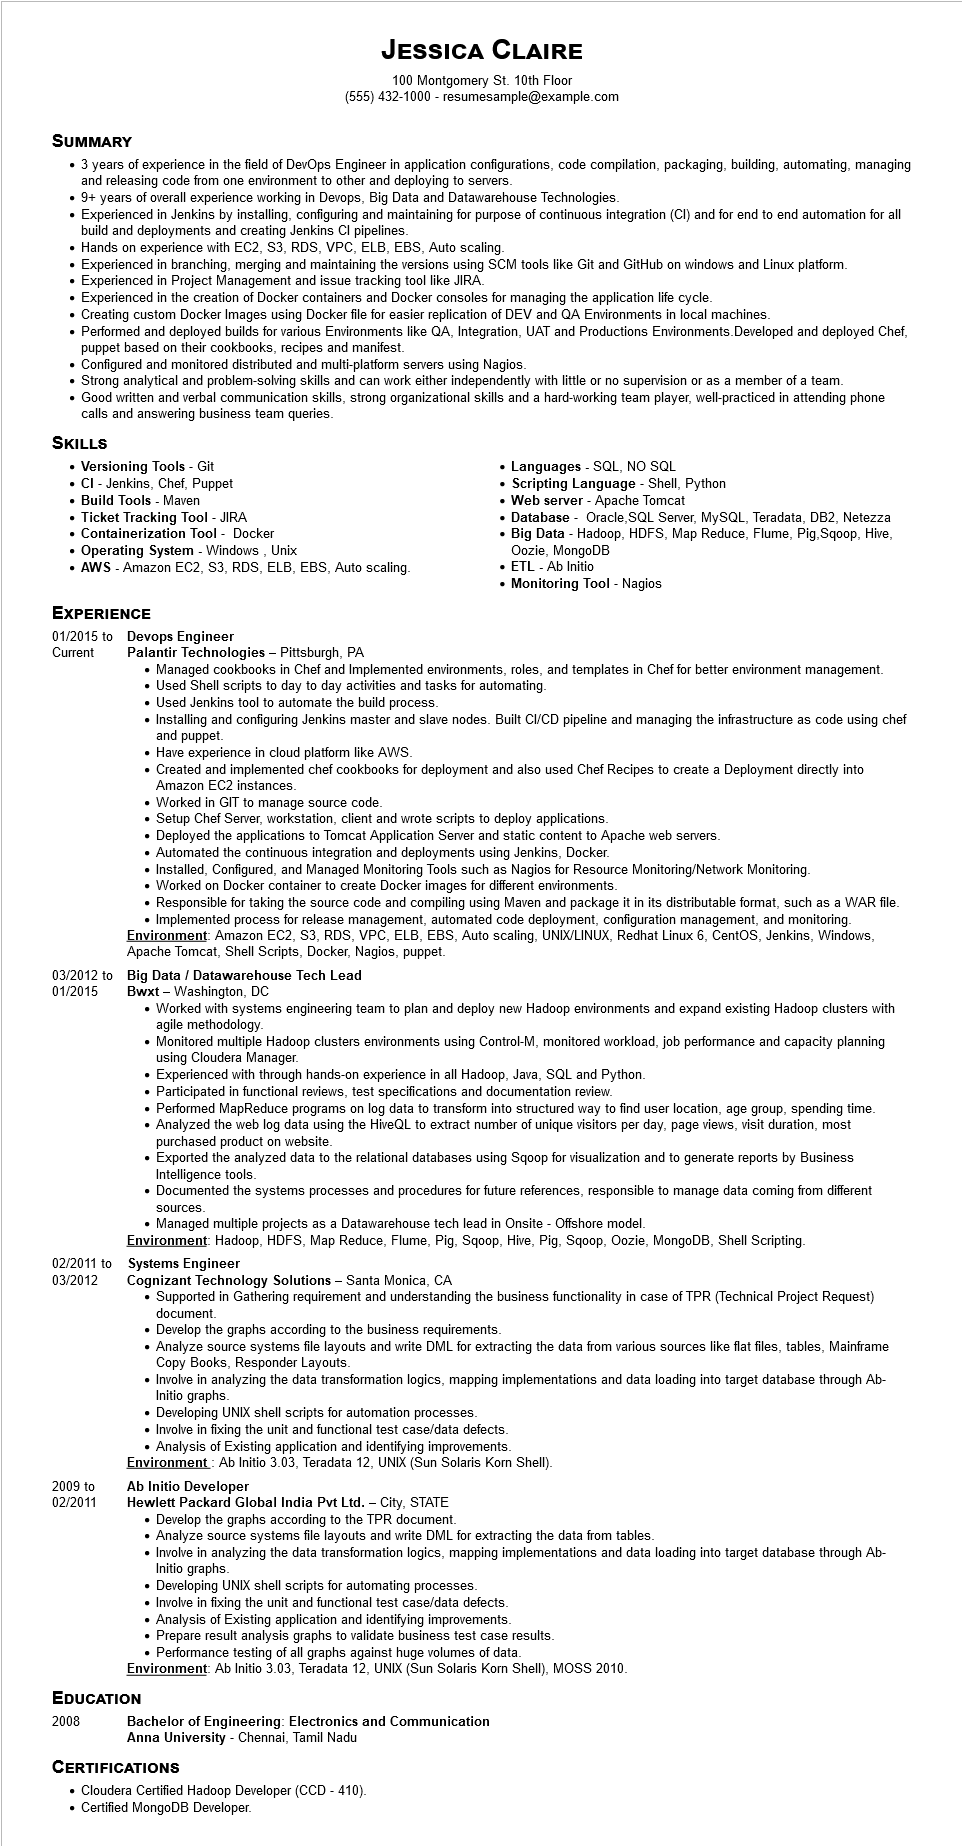 Jessica Claire
100 Montgomery St. 10th Floor
(555) 432-1000 - resumesample@example.com
Summary
• 3 years of experience in the field of DevOps Engineer in application configurations, code compilation, packaging, building, automating, managing
and releasing code from one environment to other and deploying to servers.
• 9+ years of overall experience working in Devops, Big Data and Datawarehouse Technologies.
• Experienced in Jenkins by installing, configuring and maintaining for purpose of continuous integration (CI) and for end to end automation for all
build and deployments and creating Jenkins CI pipelines.
• Hands on experience with EC2, S3, RDS, VPC, ELB, EBS, Auto scaling.
• Experienced in branching, merging and maintaining the versions using SCM tools like Git and GitHub on windows and Linux platform.
• Experienced in Project Management and issue tracking tool like JIRA.
• Experienced in the creation of Docker containers and Docker consoles for managing the application life cycle.
• Creating custom Docker Images using Docker file for easier replication of DEV and QA Environments in local machines.
• Performed and deployed builds for various Environments like QA, Integration, UAT and Productions Environments.Developed and deployed Chef,
puppet based on their cookbooks, recipes and manifest.
• Configured and monitored distributed and multi-platform servers using Nagios.
• Strong analytical and problem-solving skills and can work either independently with little or no supervision or as a member of a team.
• Good written and verbal communication skills, strong organizational skills and a hard-working team player, well-practiced in attending phone
calls and answering business team queries.
Skills
• Versioning Tools - Git
• CI - Jenkins, Chef, Puppet
• Build Tools - Maven
• Ticket Tracking Tool - JIRA
• Containerization Tool -  Docker
• Operating System - Windows , Unix
• AWS - Amazon EC2, S3, RDS, ELB, EBS, Auto scaling.
• Languages - SQL, NO SQL
• Scripting Language - Shell, Python
• Web server - Apache Tomcat
• Database -  Oracle,SQL Server, MySQL, Teradata, DB2, Netezza
• Big Data - Hadoop, HDFS, Map Reduce, Flume, Pig,Sqoop, Hive,
Oozie, MongoDB
• ETL - Ab Initio
• Monitoring Tool - Nagios
Experience
01/2015 to Devops Engineer
Current Palantir Technologies – Pittsburgh, PA
• Managed cookbooks in Chef and Implemented environments, roles, and templates in Chef for better environment management.
• Used Shell scripts to day to day activities and tasks for automating.
• Used Jenkins tool to automate the build process.
• Installing and configuring Jenkins master and slave nodes. Built CI/CD pipeline and managing the infrastructure as code using chef
and puppet.
• Have experience in cloud platform like AWS.
• Created and implemented chef cookbooks for deployment and also used Chef Recipes to create a Deployment directly into
Amazon EC2 instances.
• Worked in GIT to manage source code.
• Setup Chef Server, workstation, client and wrote scripts to deploy applications.
• Deployed the applications to Tomcat Application Server and static content to Apache web servers.
• Automated the continuous integration and deployments using Jenkins, Docker.
• Installed, Configured, and Managed Monitoring Tools such as Nagios for Resource Monitoring/Network Monitoring.
• Worked on Docker container to create Docker images for different environments.
• Responsible for taking the source code and compiling using Maven and package it in its distributable format, such as a WAR file.
• Implemented process for release management, automated code deployment, configuration management, and monitoring.
Environment: Amazon EC2, S3, RDS, VPC, ELB, EBS, Auto scaling, UNIX/LINUX, Redhat Linux 6, CentOS, Jenkins, Windows,
Apache Tomcat, Shell Scripts, Docker, Nagios, puppet.
03/2012 to Big Data / Datawarehouse Tech Lead
01/2015 Bwxt – Washington, DC
• Worked with systems engineering team to plan and deploy new Hadoop environments and expand existing Hadoop clusters with
agile methodology.
• Monitored multiple Hadoop clusters environments using Control-M, monitored workload, job performance and capacity planning
using Cloudera Manager.
• Experienced with through hands-on experience in all Hadoop, Java, SQL and Python.
• Participated in functional reviews, test specifications and documentation review.
• Performed MapReduce programs on log data to transform into structured way to find user location, age group, spending time.
• Analyzed the web log data using the HiveQL to extract number of unique visitors per day, page views, visit duration, most
purchased product on website.
• Exported the analyzed data to the relational databases using Sqoop for visualization and to generate reports by Business
Intelligence tools.
• Documented the systems processes and procedures for future references, responsible to manage data coming from different
sources.
• Managed multiple projects as a Datawarehouse tech lead in Onsite - Offshore model.
Environment: Hadoop, HDFS, Map Reduce, Flume, Pig, Sqoop, Hive, Pig, Sqoop, Oozie, MongoDB, Shell Scripting.
02/2011 to Systems Engineer
03/2012 Cognizant Technology Solutions – Santa Monica, CA
• Supported in Gathering requirement and understanding the business functionality in case of TPR (Technical Project Request)
document.
• Develop the graphs according to the business requirements.
• Analyze source systems file layouts and write DML for extracting the data from various sources like flat files, tables, Mainframe
Copy Books, Responder Layouts.
• Involve in analyzing the data transformation logics, mapping implementations and data loading into target database through Ab-
Initio graphs.
• Developing UNIX shell scripts for automation processes.
• Involve in fixing the unit and functional test case/data defects.
• Analysis of Existing application and identifying improvements.
Environment : Ab Initio 3.03, Teradata 12, UNIX (Sun Solaris Korn Shell).
2009 to Ab Initio Developer
02/2011 Hewlett Packard Global India Pvt Ltd. – City, STATE
• Develop the graphs according to the TPR document.
• Analyze source systems file layouts and write DML for extracting the data from tables.
• Involve in analyzing the data transformation logics, mapping implementations and data loading into target database through Ab-
Initio graphs.
• Developing UNIX shell scripts for automating processes.
• Involve in fixing the unit and functional test case/data defects.
• Analysis of Existing application and identifying improvements.
• Prepare result analysis graphs to validate business test case results.
• Performance testing of all graphs against huge volumes of data.
Environment: Ab Initio 3.03, Teradata 12, UNIX (Sun Solaris Korn Shell), MOSS 2010.
Education
2008 Bachelor of Engineering: Electronics and Communication
Anna University - Chennai, Tamil Nadu
Certifications
• Cloudera Certified Hadoop Developer (CCD - 410).
• Certified MongoDB Developer.